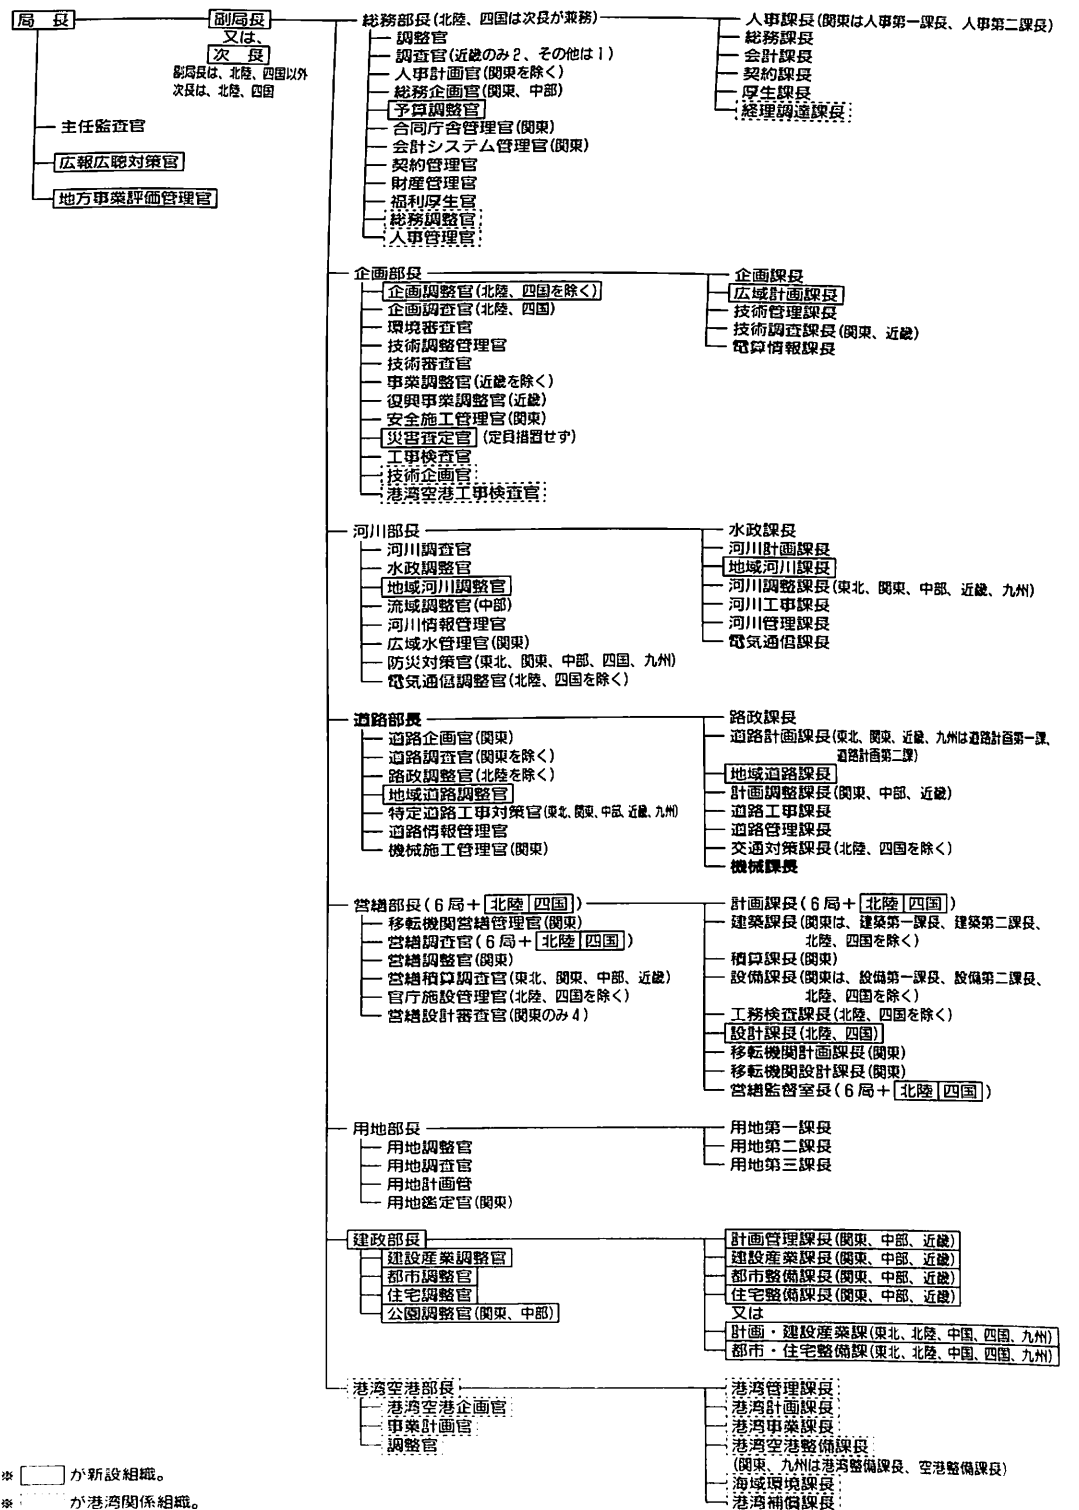 局　長
副局長
又は、
次　長
副局長は、北陸、四国以外
次長は、北陸、四国
主任監査官
広報広聴対策官
地方事業評価管理官
総務部長(北陸、四国は次長が兼務)
調整官
調査官(近畿のみ2、その他は1)
人事計画官(関東を除く)
総務企画官(関東、中部)
予算調整官
合同庁舎管理官(関東)
会計システム管理官(関東)
契約管理官
財産管理官
福利厚生官
総務調整官
人事管理官
人事課長(関東は人事第一課長、人事第二課長)
総務課長
会計課長
契約課長
厚生課長
経理調達課長
企画部長
企画調整官(北陸、四国を除く)
企画調査官(北陸、四国)
環境審査官
技術調整管理官
技術審査官
事業調整官(近畿を除く)
復興事業調整官(近畿)
安全施工管理官(関東)
災害査定官(定員措置せず)
工事検査官
技術企画官
港湾空港工事検査官
企画課長
広域計画課長
技術管理課長
技術調査課長(関東、近畿)
電算情報課長
河川部長
河川調査官
水政調整官
地域河川調整官
流域調整官(中部)
河川情報管理官
広域水管理官(関東)
防災対策官(東北、関東、中部、四国、九州)
電気通信調整官(北陸、四国を除く)
水政課長
河川計画課長
地域河川課長
河川調整課長(東北、関東、中部、近畿、九州)
河川工事課長
河川管理課長
電気通信課長
道路部長
道路企画官(関東)
道路調査官(関東を除く)
路政調整官(北陸を除く)
地域道路調整官
特定道路工事対策官(東北、関東、中部、近畿、九州)
道路情報管理官
機械施工管理官(関東)
路政課長
道路計画課長(東北、関東、近畿、九州は道路計画第一課、
道路計画第二課)
地域道路課長
計画調整課長(関東、中部、近畿)
道路工事課長
道路管理課長
交通対策課長(北陸、四国を除く)
機械課長
営繕部長(6局＋北陸 四国)
移転機関営繕管理官(関東)
営繕調査官(6局＋北陸 四国)
営繕調整官(関東)
営繕積算調査官(東北、関東、中部、近畿)
官庁施設管理官(北陸、四国を除く)
営繕設計審査官(関東のみ4)
計画課長(6局＋北陸 四国)
建築課長(関東は、建築第一課長、建築第二課長、
北陸、四国を除く)
積算課長(関東)
設備課長(関東は、設備第一課長、設備第二課長、
北陸、四国を除く)
工務検査課長(北陸、四国を除く)
設計課長(北陸、四国)
移転機関計画課長(関東)
移転機関設計課長(関東)
営繕監督室長(6局＋北陸 四国)
用地部長
用地調整官
用地調査官
用地計画管
用地鑑定官(関東)
用地第一課長
用地第二課長
用地第三課長
建政部長
建設産業調整官
都市調整官
住宅調整官
公園調整官(関東、中部)
計画管理課長(関東、中部、近畿)
建設産業課長(関東、中部、近畿)
都市整備課長(関東、中部、近畿)
住宅整備課長(関東、中部、近畿)
又は
計画・建設産業課(東北、北陸、中国、四国、九州)
都市・住宅整備課(東北、北陸、中国、四国、九州)
港湾空港部長
港湾空港企画官
事業計画官
調整官
港湾管理課長
港湾計画課長
港湾事業課長
港湾空港整備課長
(関東、九州は港湾整備課長、空港整備課長)
海域環境課長
港湾補償課長
※ が新設組織。
※ が港湾関係組織。